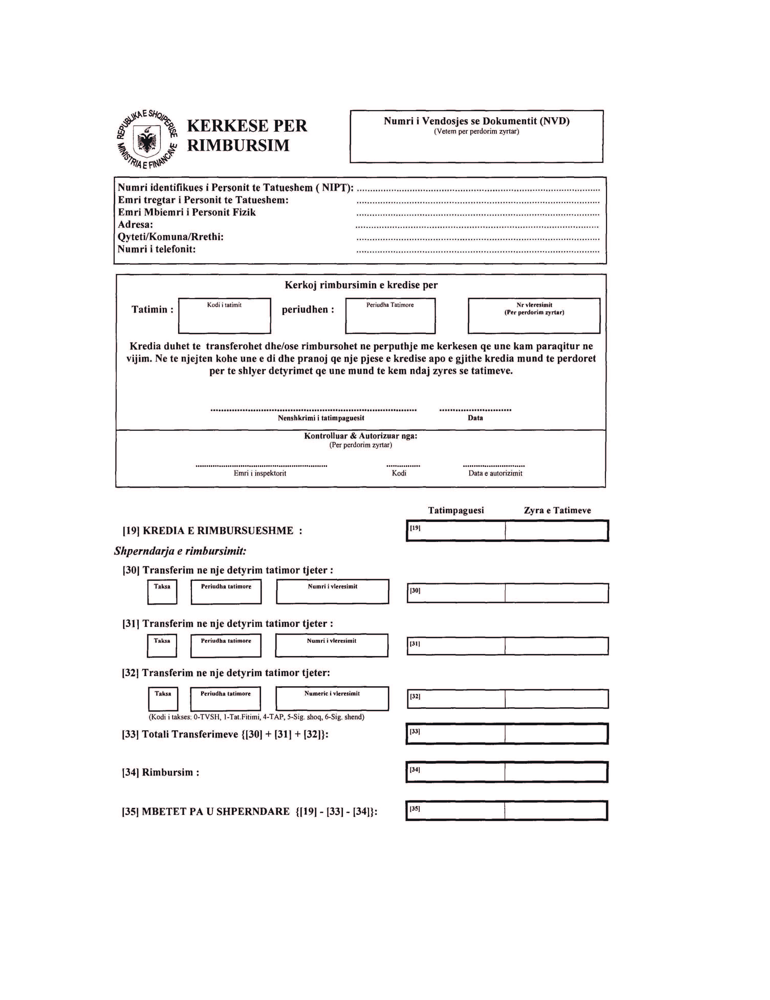 REPUBLIKA E SHQIPERISE
MINISTRIA E FINANCAVE
KERKESE PER
RIMBURSIM
Numri i Vendosjes se Dokumentit (NVD)
(Vetem per perdorim zyrtar)
Numri identifikues i Personit te Tatueshem ( NIPT): ........................................
Emri tregtar i Personit te Tatueshem: ........................................
Emri Mbiemri i Personit Fizik ........................................
Adresa: ........................................
Qyteti/Komuna/Rrethi: ........................................
Numri i telefonit: ........................................
Kerkoj rimbursimin e kredise per
Tatimin : Kodi i tatimit periudhen : Periudha Tatimore Nr vleresimit
(Per perdorim zyrtar)
Kredia duhet te transferohet dhe/ose rimbursohet ne perputhje me kerkesen qe une kam paraqitur ne
vijim. Ne te njejten kohe une e di dhe pranoj qe nje pjese e kredise apo e gjithe kredia mund te perdoret
per te shlyer detyrimet qe une mund te kem ndaj zyres se tatimeve.
........................................ ....................
Nenshkrimi i tatimpaguesit Data
Kontrolluar & Autorizuar nga:
(Per perdorim zyrtar)
........................................ ............... ....................
Emri i inspektorit Kodi Data e autorizimit
Tatimpaguesi Zyra e Tatimeve
[19] KREDIA E RIMBURSUESHME : [19]
Shperndarja e rimbursimit:
[30] Transferim ne nje detyrim tatimor tjeter :
Taksa Periudha tatimore Numri i vleresimit [30]
[31] Transferim ne nje detyrim tatimor tjeter :
Taksa Periudha tatimore Numri i vleresimit [31]
[32] Transferim ne nje detyrim tatimor tjeter:
Taksa Periudha tatimore Numeric i vleresimit [32]
(Kodi i takses: 0-TVSH, 1-Tat.Fitimi, 4-TAP, 5-Sig. shoq, 6-Sig. shend)
[33] Totali Transferimeve {[30] + [31] + [32]}: [33]
[34] Rimbursim : [34]
[35] MBETET PA U SHPERNDARE {[19] - [33] - [34]}: [35]